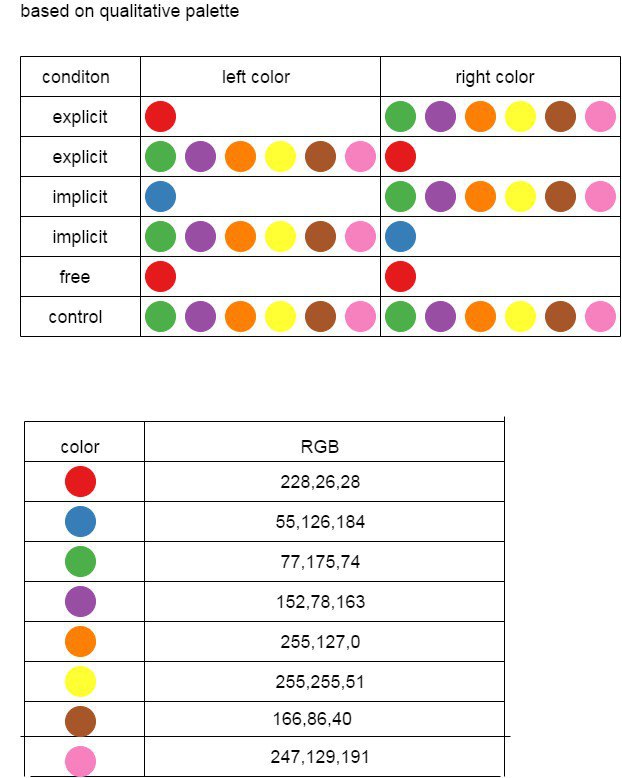 based on qualitative palette
conditon left color right color
explicit
explicit
implicit
implicit
free
control
color RGB
228,26,28
55,126,184
77,175,74
152,78,163
255,127,0
255,255,51
166,86,40
247,129,191